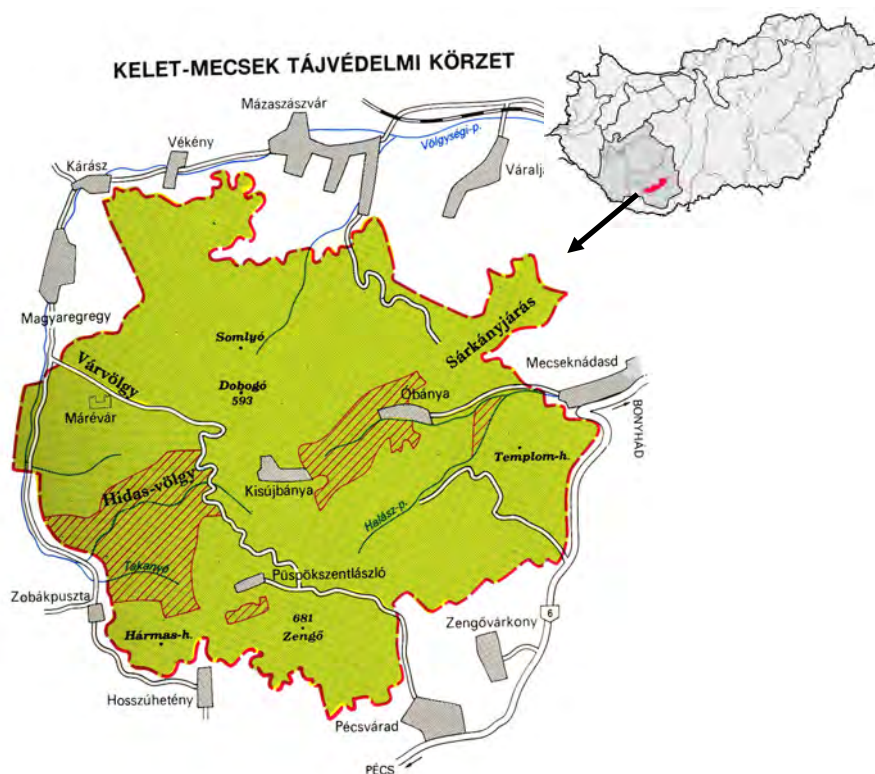 KELET-MECSEK TÁJVÉDELMI KÖRZET
Mázaszászvár
Völgységi-p.
Vékény
Kárász
Váralj
Magyaregregy
Somlyó
Sárkányjárás
Mecseknádasd
Várvölgy
Dobogó
593
Óbánya
Márévár
BONYHÁD
Templom-h.
Kisújbánya
Hidas-völgy
Halász-p.
Takanyó
Püspökszentlászló
Zobákpuszta
6
681
Zengő
Zengővárkony
Hármas-h.
Hosszúhetény
Pécsvárad
PÉCS